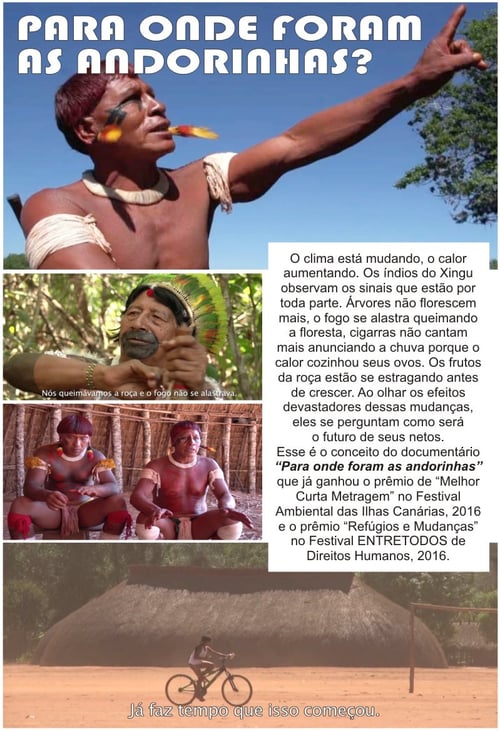 PARA ONDE FORAM
AS ANDORINHAS?
O clima está mudando, o calor
aumentando. Os índios do Xingu
observam os sinais que estão por
toda parte. Árvores não florescem
mais, o fogo se alastra queimando
a floresta, cigarras não cantam
mais anunciando a chuva porque o
calor cozinhou seus ovos. Os frutos
da roça estão se estragando antes
de crescer. Ao olhar os efeitos
devastadores dessas mudanças,
eles se perguntam como será
o futuro de seus netos.
Esse é o conceito do documentário
“Para onde foram as andorinhas”
que já ganhou o prêmio de “Melhor
Curta Metragem” no Festival
Ambiental das Ilhas Canárias, 2016
e o prêmio “Refúgios e Mudanças”
no Festival ENTRETODOS de
Direitos Humanos, 2016.
Nós queimávamos a roça e o fogo não se alastrava.
Já faz tempo que isso começou.